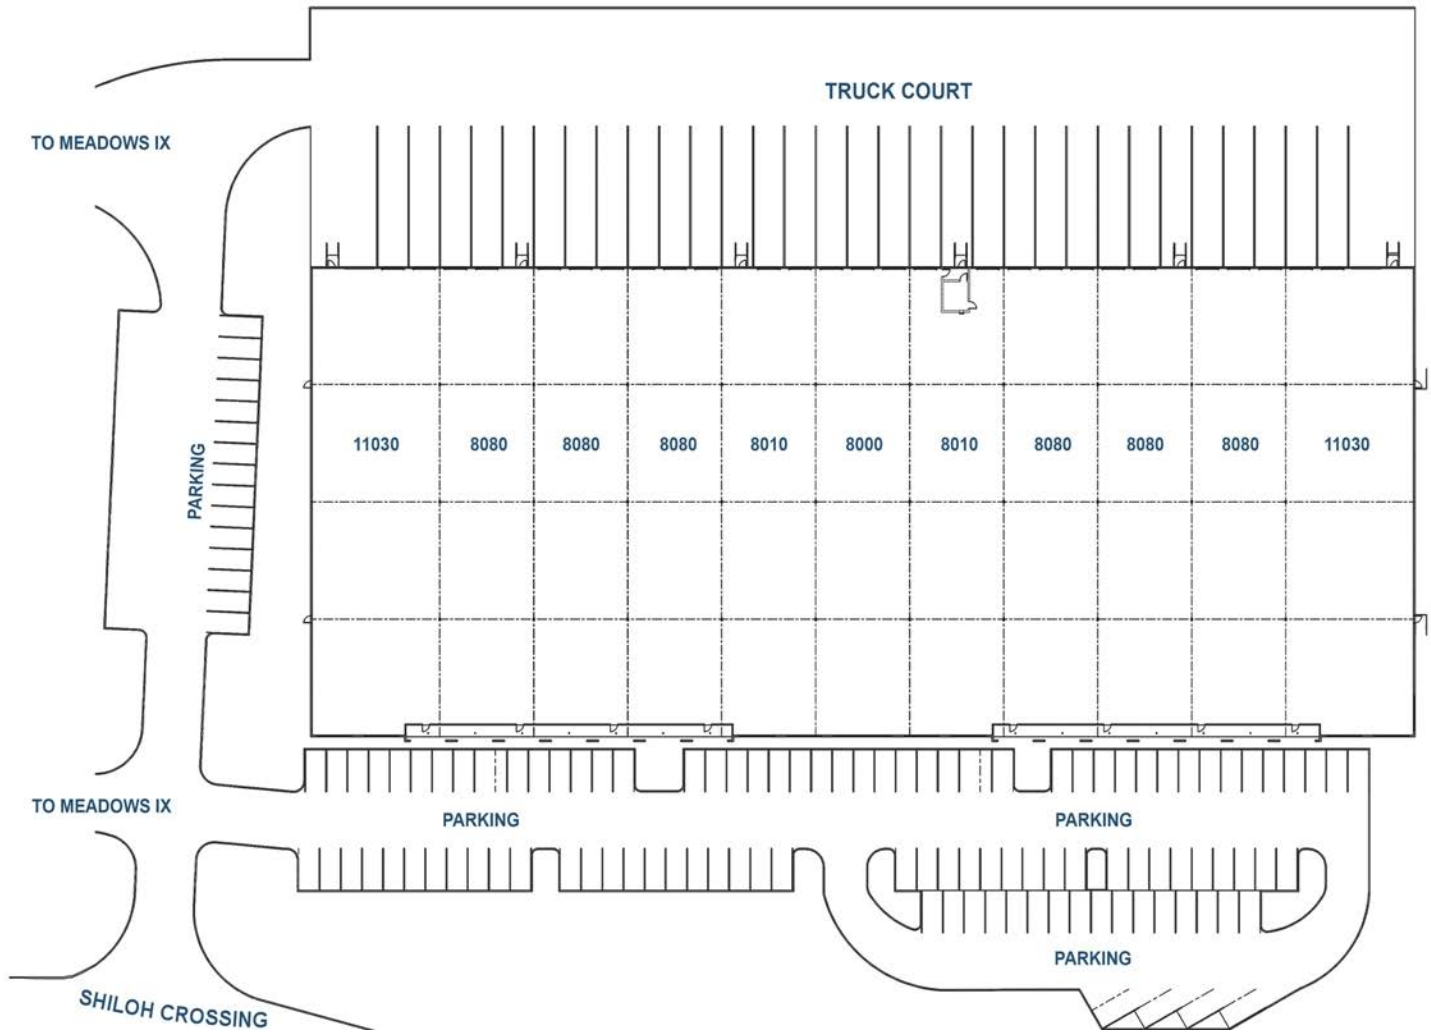 TRUCK COURT
TO MEADOWS IX
11030 8080 8080 8080 8010 8000 8010 8080 8080 8080 11030
PARKING
TO MEADOWS IX
PARKING PARKING
PARKING
SHILOH CROSSING